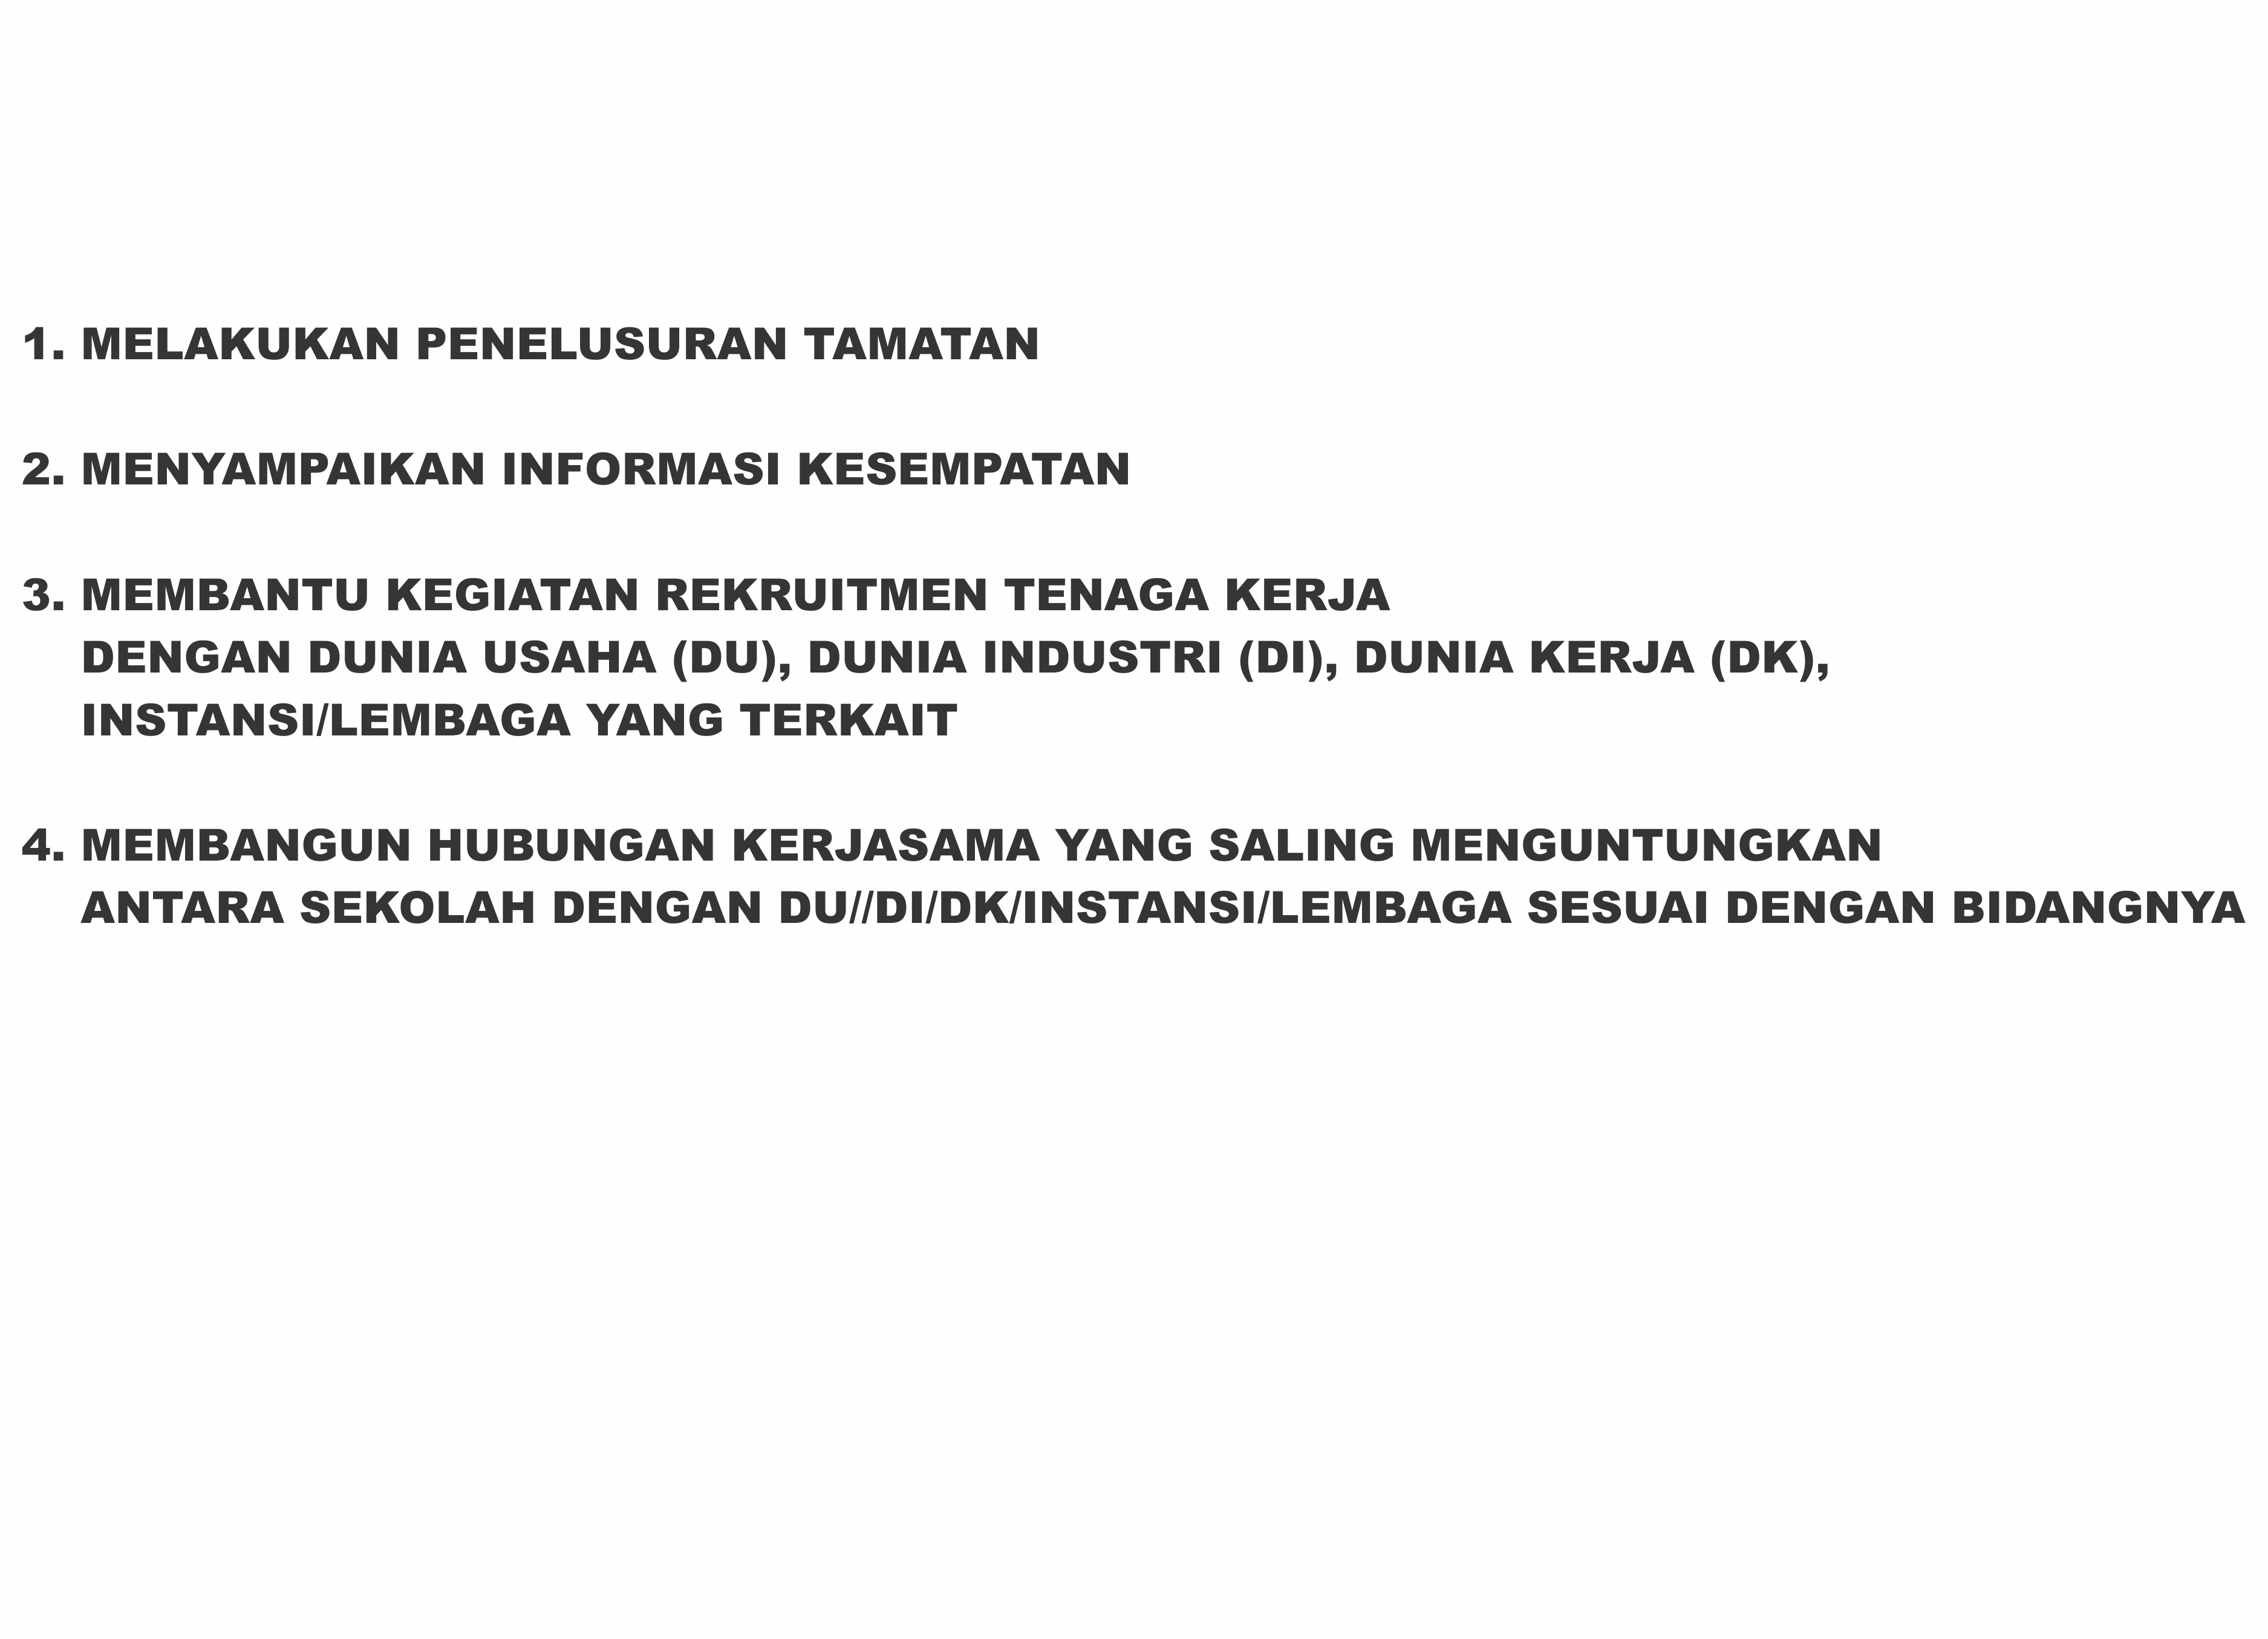 1. MELAKUKAN PENELUSURAN TAMATAN
2. MENYAMPAIKAN INFORMASI KESEMPATAN
3. MEMBANTU KEGIATAN REKRUITMEN TENAGA KERJA
DENGAN DUNIA USAHA (DU), DUNIA INDUSTRI (DI), DUNIA KERJA (DK),
INSTANSI/LEMBAGA YANG TERKAIT
4. MEMBANGUN HUBUNGAN KERJASAMA YANG SALING MENGUNTUNGKAN
ANTARA SEKOLAH DENGAN DU//DI/DK/INSTANSI/LEMBAGA SESUAI DENGAN BIDANGNYA